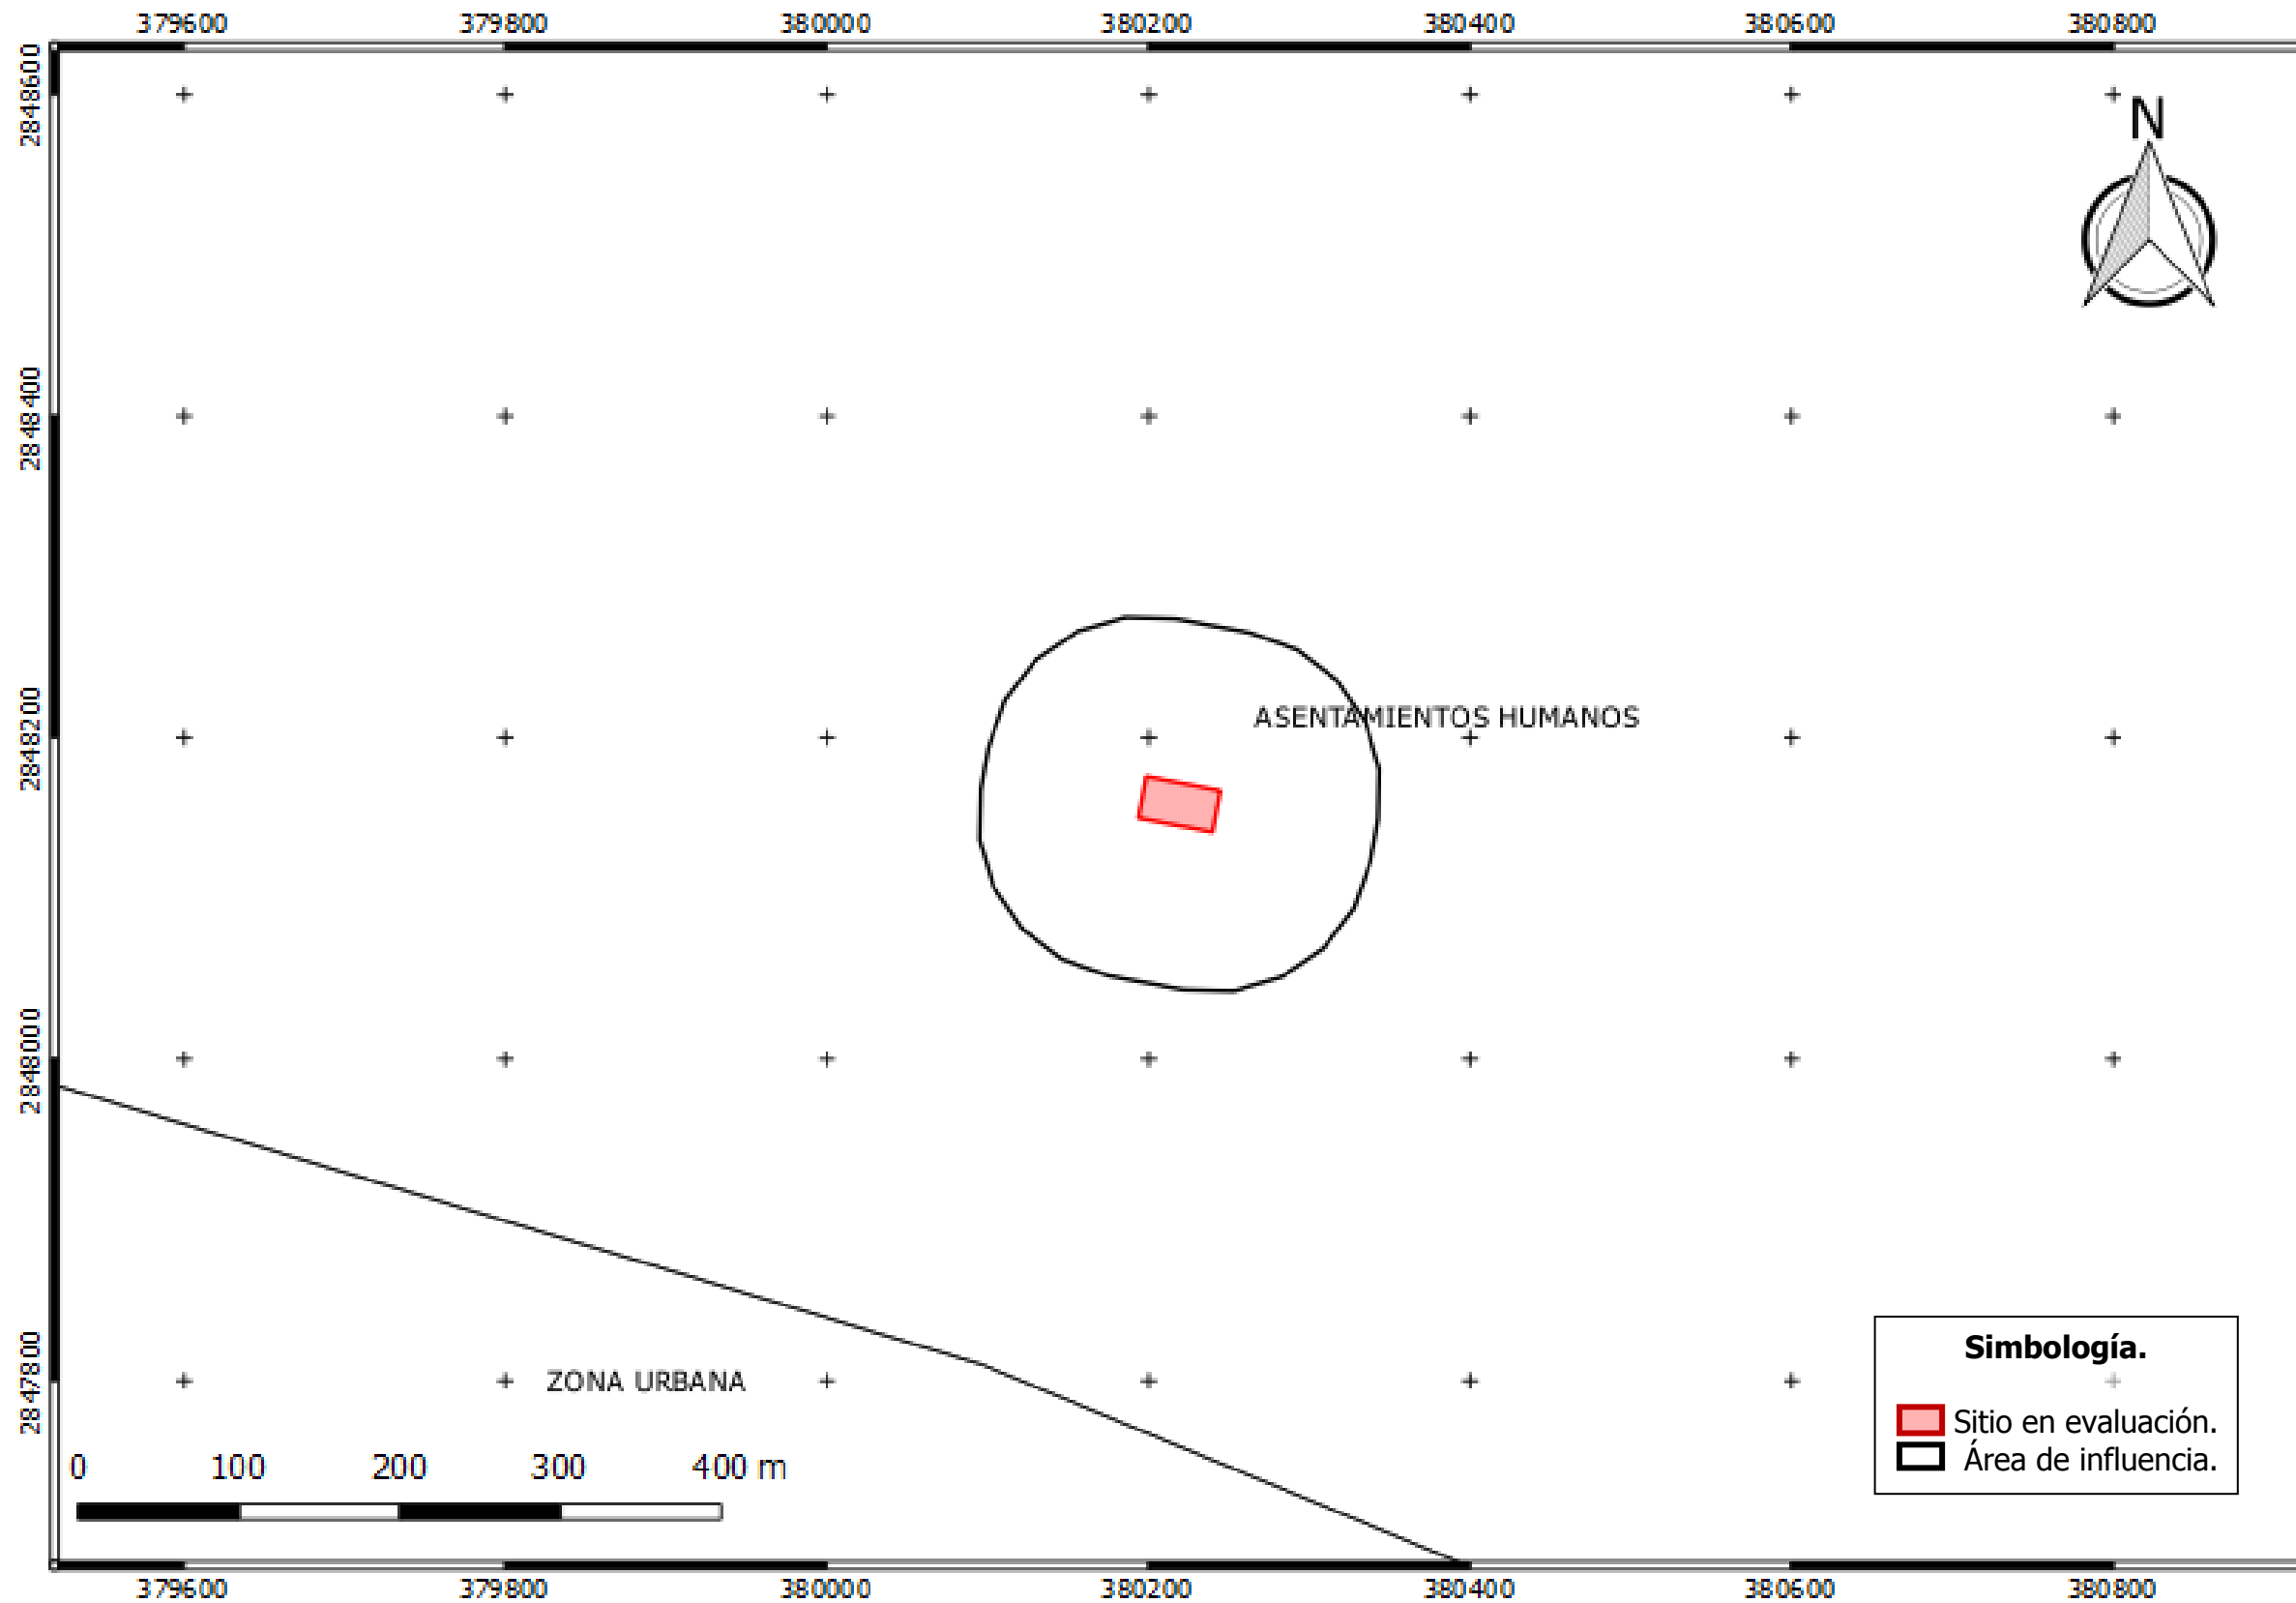 379600 379800 380000 380200 380400 380600 380800
2848600
N
2848400
2848200
ASENTAMIENTOS HUMANOS
2848000
2847800
ZONA URBANA
Simbología.
Sitio en evaluación.
Área de influencia.
0 100 200 300 400 m
379600 379800 380000 380200 380400 380600 380800